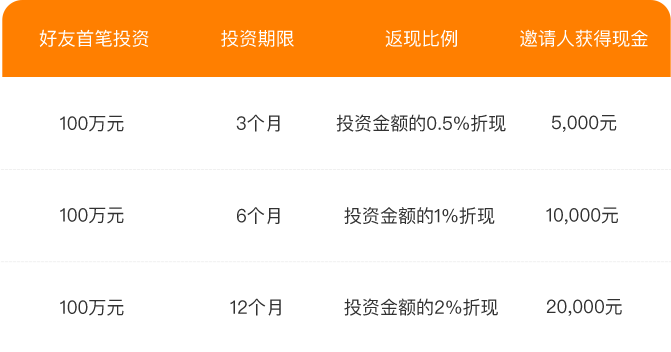 好友首笔投资 投资期限 返现比例 邀请人获得现金
100万元 3个月 投资金额的0.5%折现 5,000元
100万元 6个月 投资金额的1%折现 10,000元
100万元 12个月 投资金额的2%折现 20,000元